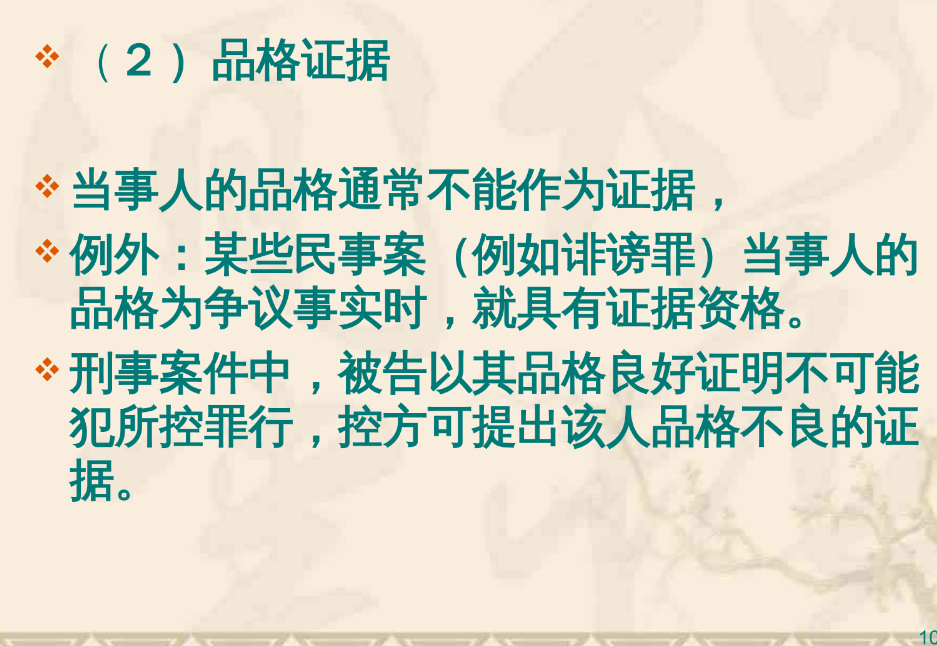 （２）品格证据
当事人的品格通常不能作为证据，
例外：某些民事案（例如诽谤罪）当事人的
品格为争议事实时，就具有证据资格。
刑事案件中，被告以其品格良好证明不可能
犯所控罪行，控方可提出该人品格不良的证
据。
10